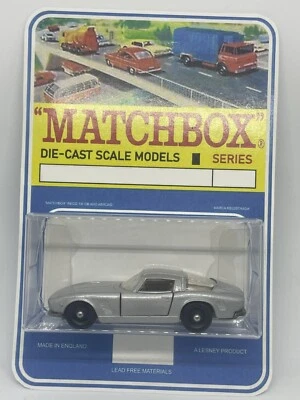 "MATCHBOX"®
DIE-CAST SCALE MODELS SERIES
MADE IN ENGLAND
A LESNEY PRODUCT
LEAD FREE MATERIALS